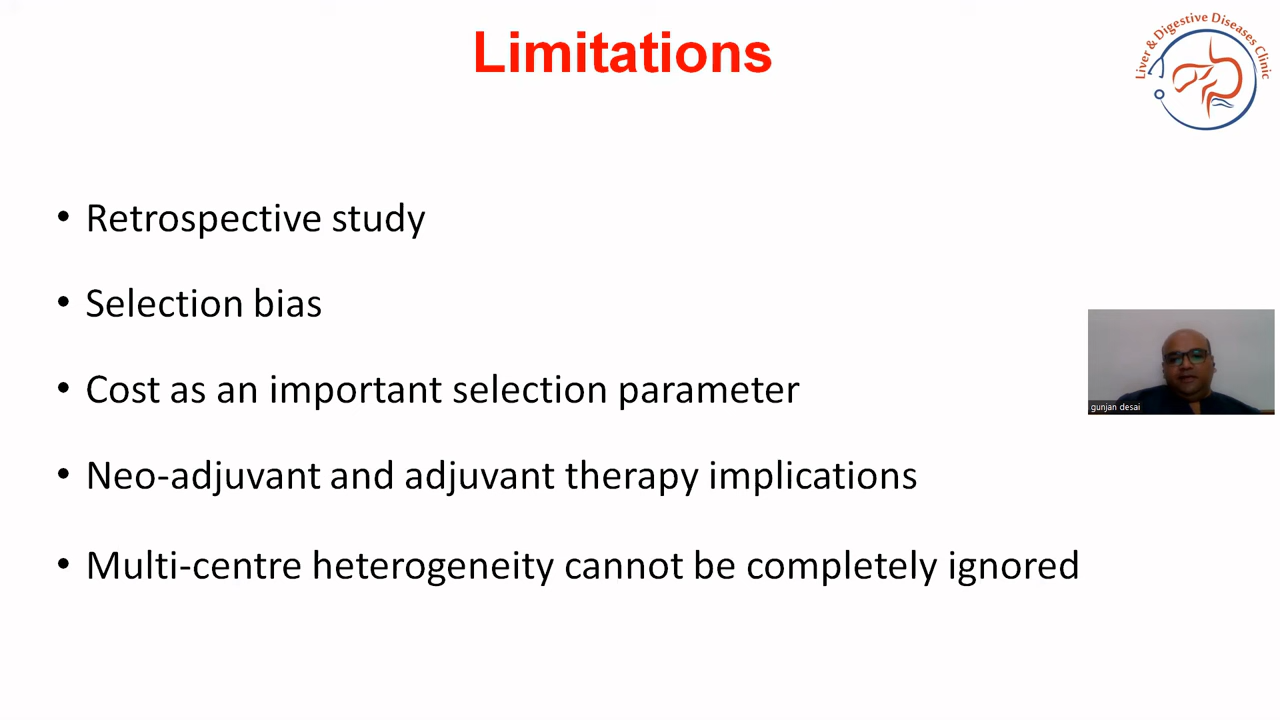 Limitations
Liver & Digestive Diseases Clinic
• Retrospective study
• Selection bias
• Cost as an important selection parameter
• Neo-adjuvant and adjuvant therapy implications
• Multi-centre heterogeneity cannot be completely ignored
gunjan desai